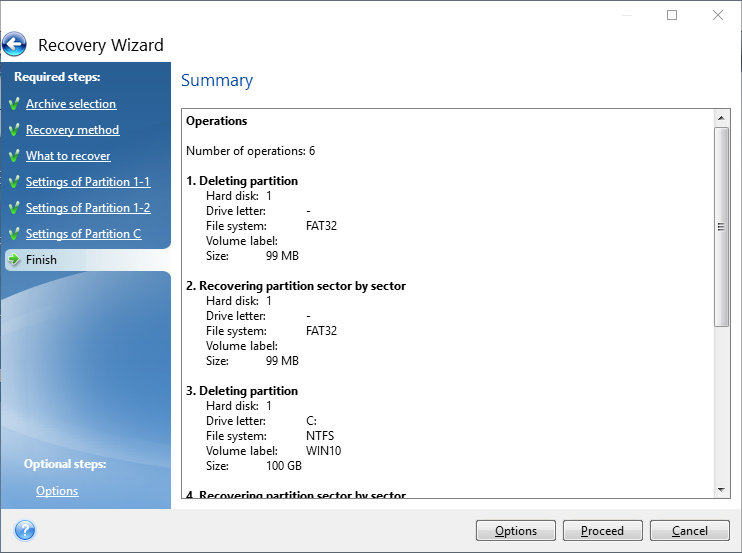 Recovery Wizard
Required steps:
Archive selection
Recovery method
What to recover
Settings of Partition 1-1
Settings of Partition 1-2
Settings of Partition C
Finish
Optional steps:
Options
Summary
Operations
Number of operations: 6
1. Deleting partition
Hard disk: 1
Drive letter: -
File system: FAT32
Volume label:
Size: 99 MB
2. Recovering partition sector by sector
Hard disk: 1
Drive letter: -
File system: FAT32
Volume label:
Size: 99 MB
3. Deleting partition
Hard disk: 1
Drive letter: C:
File system: NTFS
Volume label: WIN10
Size: 100 GB
4. Recovering partition sector by sector
?
Options Proceed Cancel